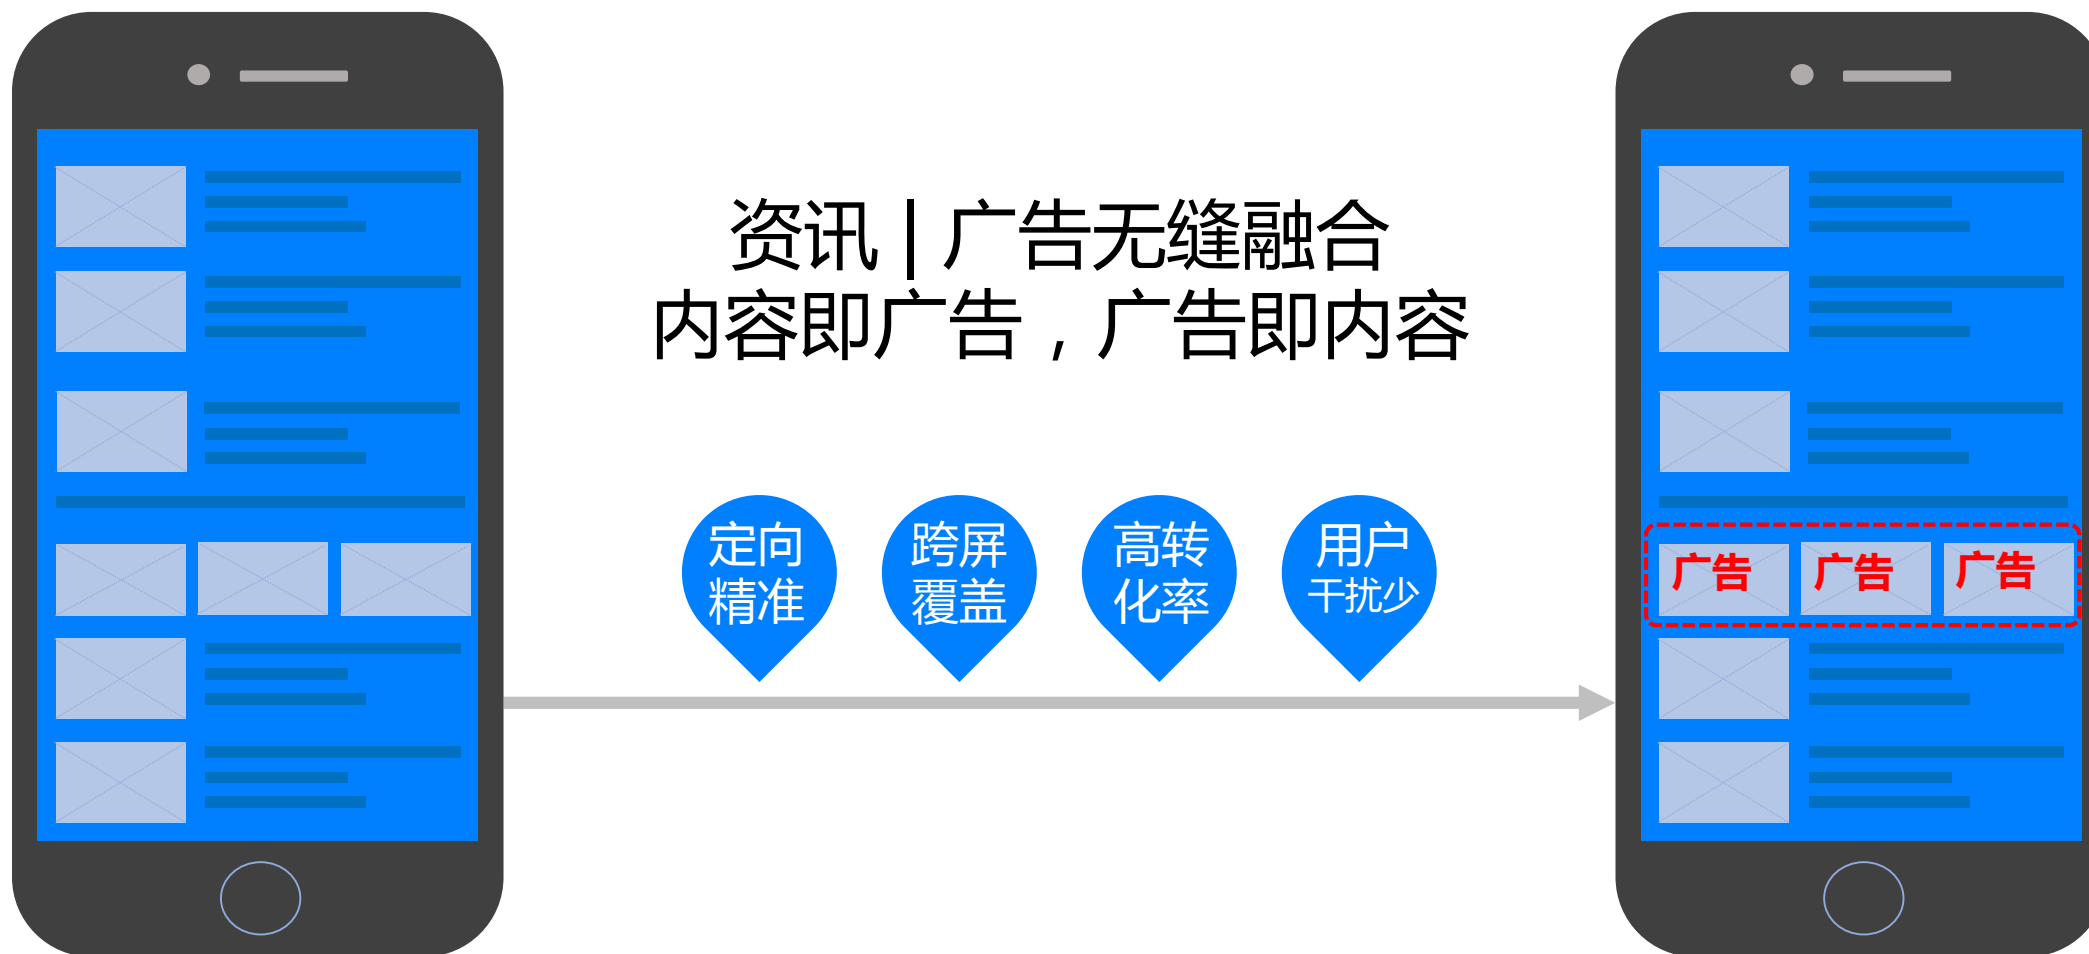 资讯 | 广告无缝融合
内容即广告，广告即内容
定向
精准
跨屏
覆盖
高转
化率
用户
干扰少
广告
广告
广告